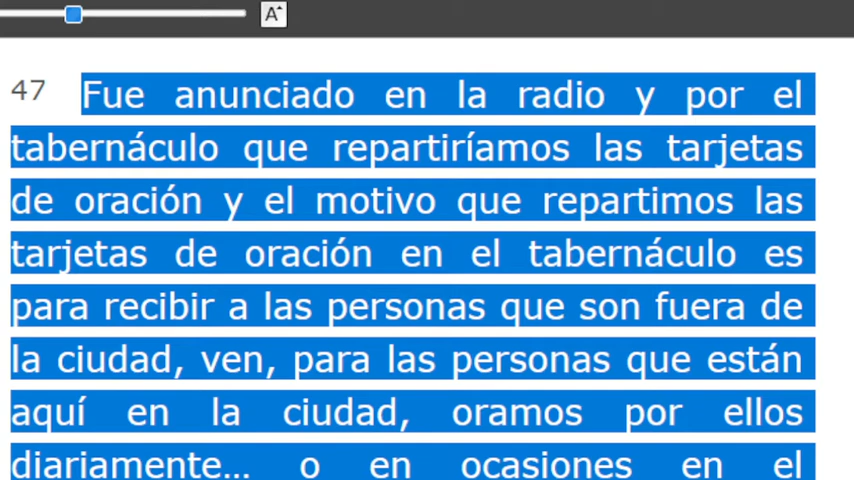 A
47 Fue anunciado en la radio y por el
tabernáculo que repartiríamos las tarjetas
de oración y el motivo que repartimos las
tarjetas de oración en el tabernáculo es
para recibir a las personas que son fuera de
la ciudad, ven, para las personas que están
aquí en la ciudad, oramos por ellos
diariamente... o en ocasiones en el